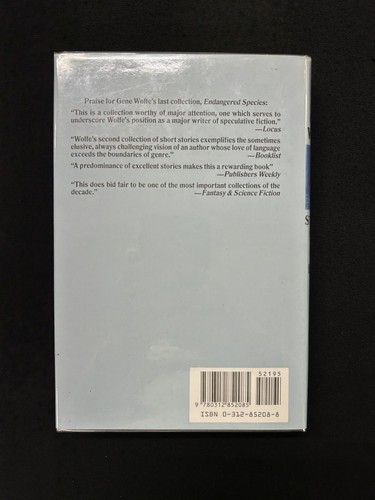 Praise for Gene Wolfe's last collection, Endangered Species:
"This is a collection worthy of major attention, one which serves to
underscore Wolfe's position as a major writer of speculative fiction."
—Locus
"Wolfe's second collection of short stories exemplifies the sometimes
elusive, always challenging vision of an author whose love of language
exceeds the boundaries of genre."
—Booklist
"A predominance of excellent stories makes this a rewarding book"
—Publishers Weekly
"This does bid fair to be one of the most important collections of the
decade."
—Fantasy & Science Fiction
52195
9 780312 852085
ISBN 0-312-85208-8